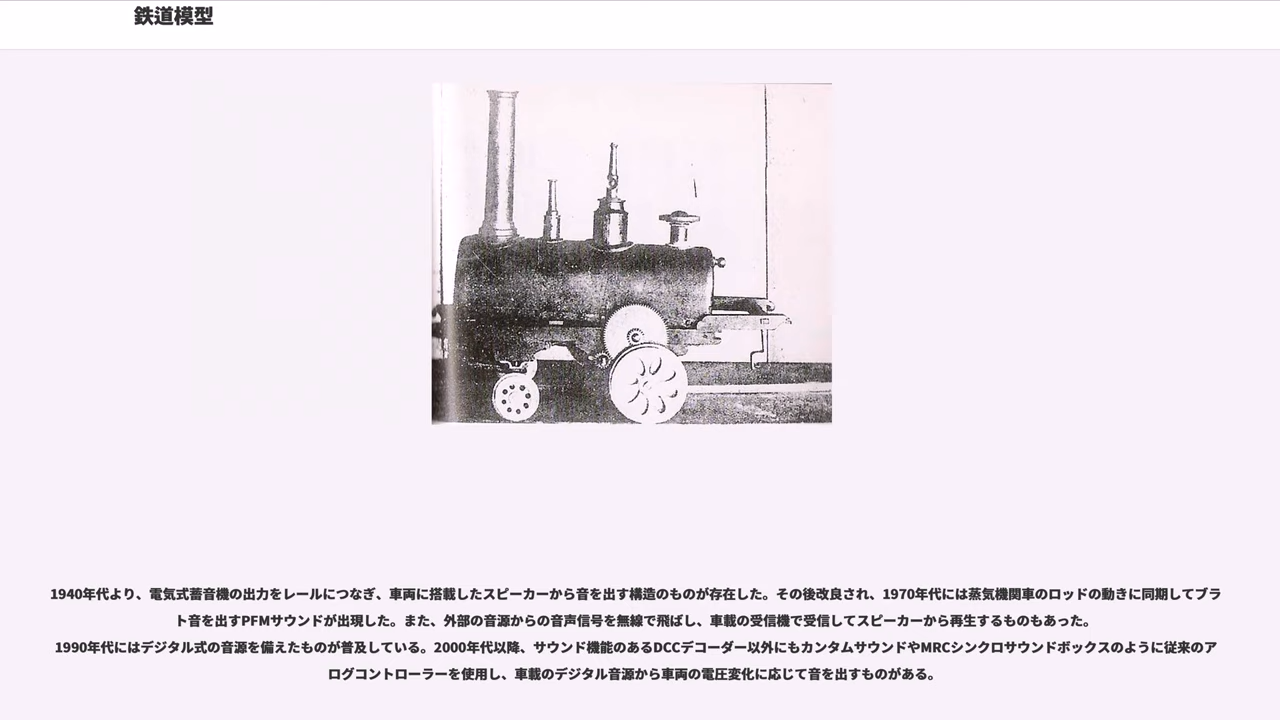 鉄道模型
1940年代より、電気式蓄音機の出力をレールにつなぎ、車両に搭載したスピーカーから音を出す構造のものが存在した。その後改良され、1970年代には蒸気機関車のロッドの動きに同期してブラ
ト音を出すPFMサウンドが出現した。また、外部の音源からの音声信号を無線で飛ばし、車載の受信機で受信してスピーカーから再生するものもあった。
1990年代にはデジタル式の音源を備えたものが普及している。2000年代以降、サウンド機能のあるDCCデコーダー以外にもカンタムサウンドやMRCシンクロサウンドボックスのように従来のア
ログコントローラーを使用し、車載のデジタル音源から車両の電圧変化に応じて音を出すものがある。